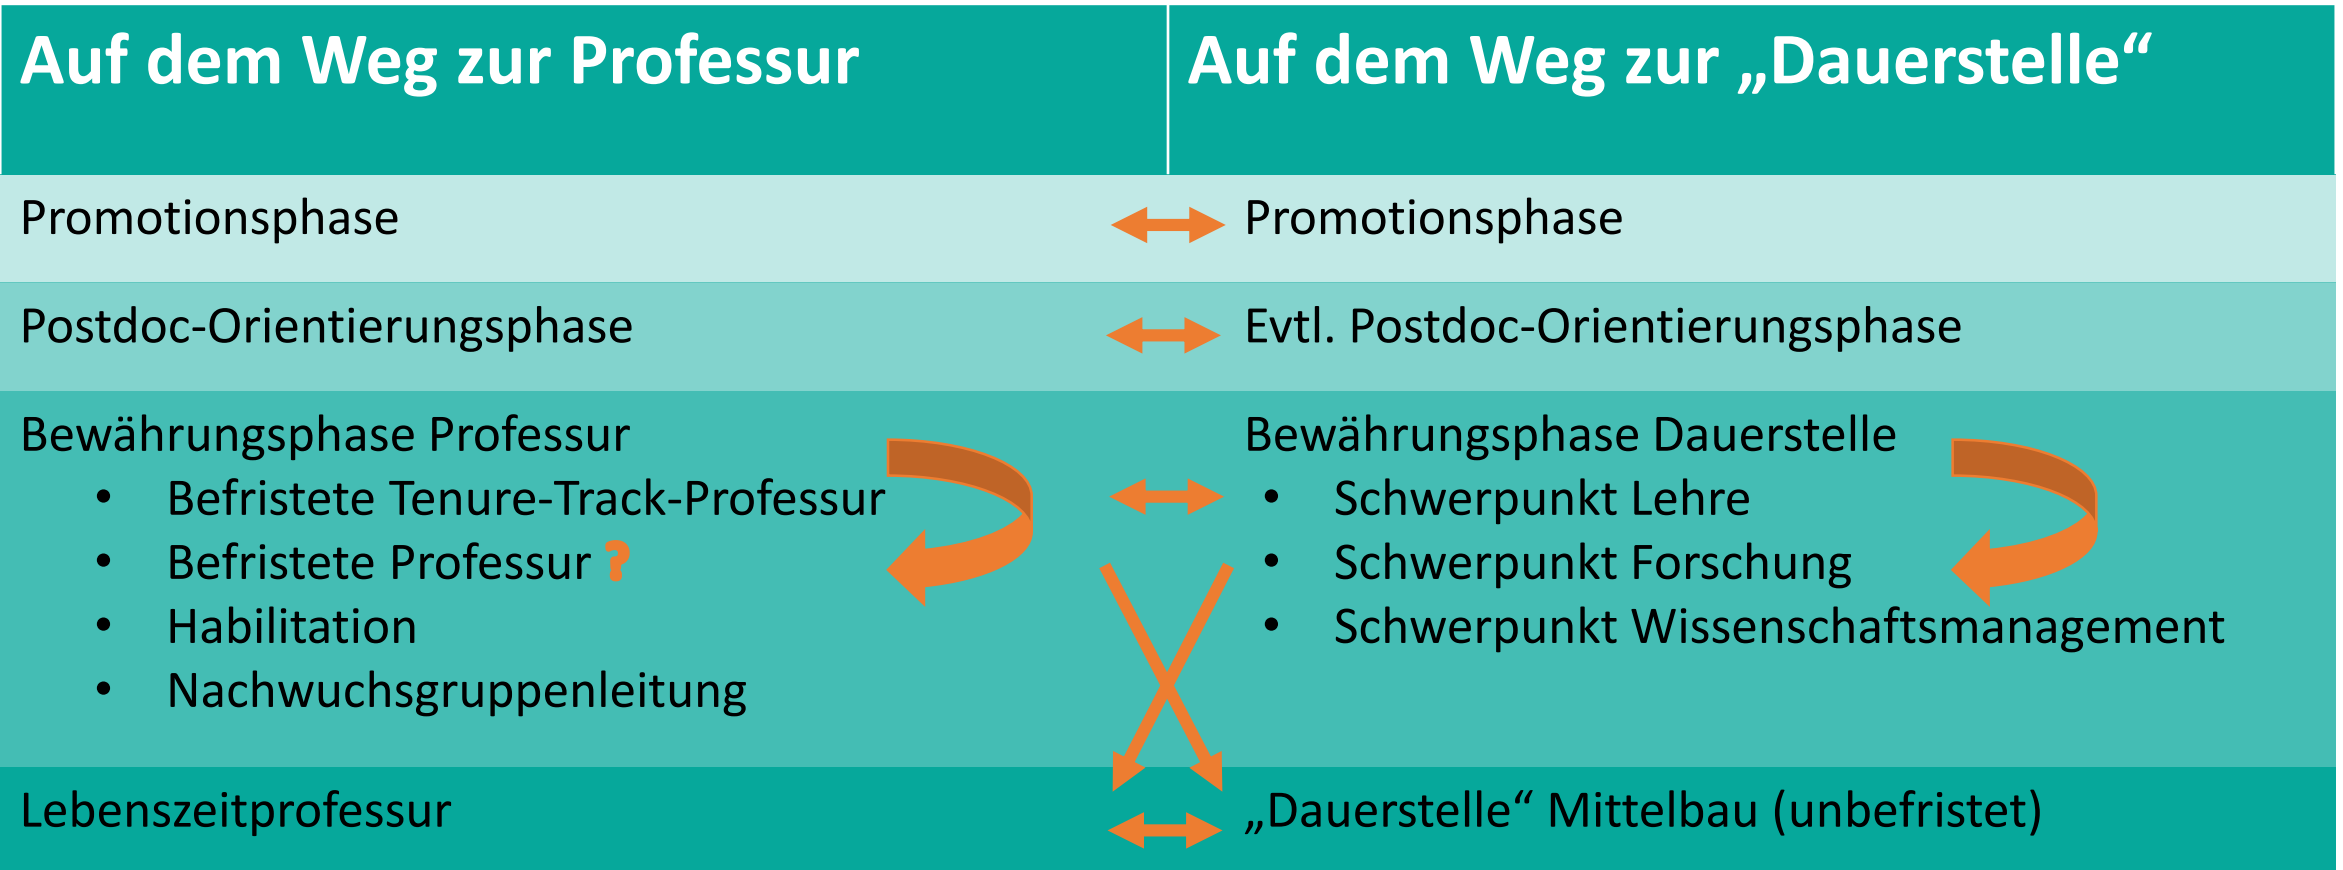 Auf dem Weg zur Professur
Auf dem Weg zur „Dauerstelle“
Promotionsphase
Promotionsphase
Postdoc-Orientierungsphase
Evtl. Postdoc-Orientierungsphase
Bewährungsphase Professur
• Befristete Tenure-Track-Professur
• Befristete Professur ?
• Habilitation
• Nachwuchsgruppenleitung
Bewährungsphase Dauerstelle
• Schwerpunkt Lehre
• Schwerpunkt Forschung
• Schwerpunkt Wissenschaftsmanagement
Lebenszeitprofessur
„Dauerstelle“ Mittelbau (unbefristet)